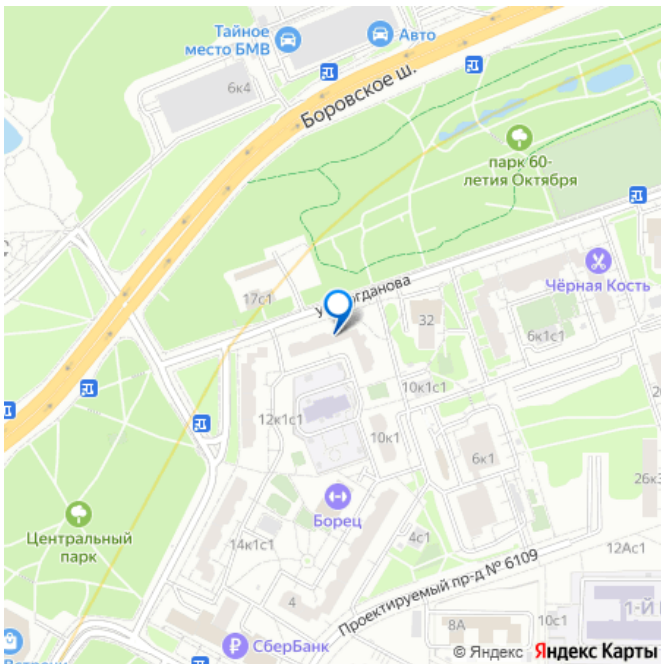 Тайное
место БМВ
Авто
6к4
Боровское ш.
парк 60-
летия Октября
17с1
Чёрная Кость
32
6к1с1
10к1с1
12к1с1
10к1
6к1
Борец
Центральный
парк
14к1с1
4с1
12Ас1
Проектируемый пр-д № 6109
4
8А
10с1
СберБанк
© Яндекс
Яндекс Карты